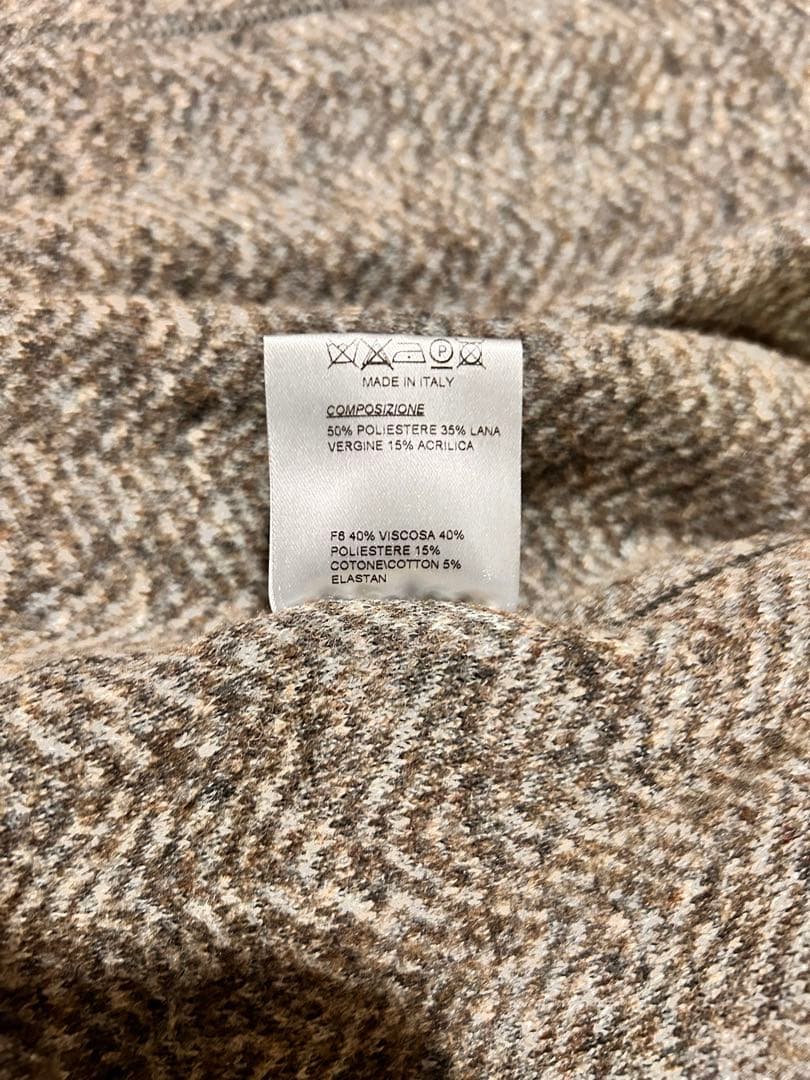 P
MADE IN ITALY
COMPOSIZIONE
50% POLIESTERE 35% LANA
VERGINE 15% ACRILICA
F6 40% VISCOSA 40%
POLIESTERE 15%
COTONE\COTTON 5%
ELASTAN